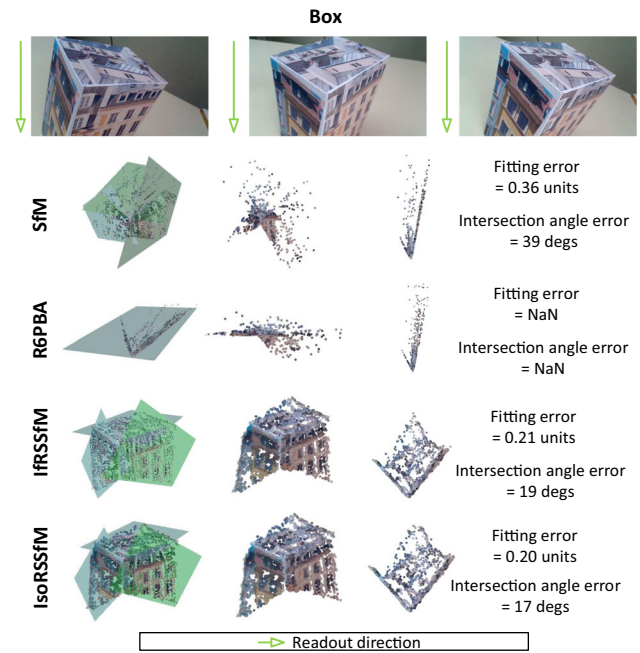 Box
SfM
Fitting error
= 0.36 units
Intersection angle error
= 39 degs
R6PBA
Fitting error
= NaN
Intersection angle error
= NaN
IfRSSfM
Fitting error
= 0.21 units
Intersection angle error
= 19 degs
IsoRSSfM
Fitting error
= 0.20 units
Intersection angle error
= 17 degs
Readout direction